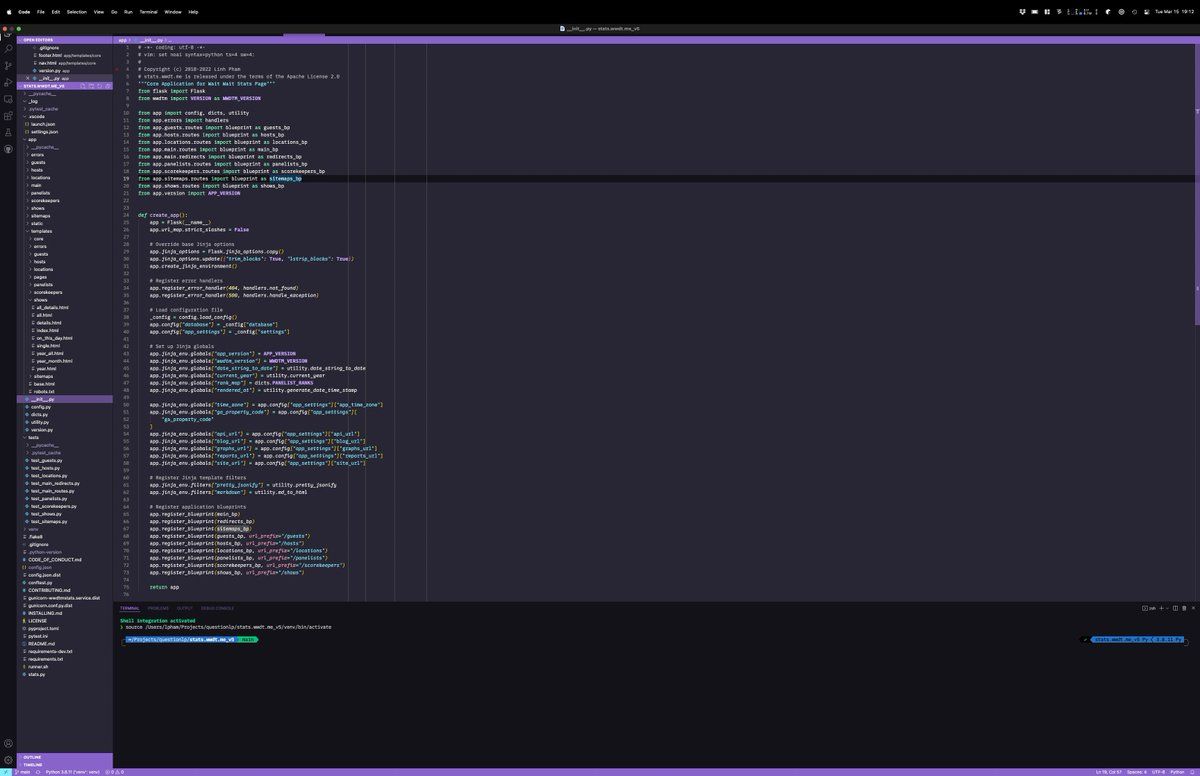 Code File Edit Selection View Go Run Terminal Window Help
Tue Mar 15 19:12
__init__.py — stats.wwdt.me_v5
OPEN EDITORS
.gitignore
footer.html app/templates/core
nav.html app/templates/core
version.py app
__init__.py app
STATS.WWDT.ME_V5
__pycache__
_log
.pytest_cache
.vscode
launch.json
settings.json
app
__pycache__
errors
guests
hosts
locations
main
panelists
scorekeepers
shows
sitemaps
static
templates
core
errors
guests
hosts
locations
pages
panelists
scorekeepers
shows
all_details.html
all.html
details.html
index.html
on_this_day.html
single.html
year_all.html
year_month.html
year.html
sitemaps
base.html
robots.txt
__init__.py
config.py
dicts.py
utility.py
version.py
tests
__pycache__
.pytest_cache
test_guests.py
test_hosts.py
test_locations.py
test_main_redirects.py
test_main_routes.py
test_panelists.py
test_scorekeepers.py
test_shows.py
test_sitemaps.py
venv
.flake8
.gitignore
.python-version
CODE_OF_CONDUCT.md
config.json
config.json.dist
conftest.py
CONTRIBUTING.md
gunicorn-wwdtmstats.service.dist
gunicorn.conf.py.dist
INSTALLING.md
LICENSE
pyproject.toml
pytest.ini
README.md
requirements-dev.txt
requirements.txt
runner.sh
stats.py
OUTLINE
TIMELINE
app > __init__.py > ...
1 # -*- coding: utf-8 -*-
2 # vim: set noai syntax=python ts=4 sw=4:
3 #
4 # Copyright (c) 2018-2022 Linh Pham
5 # stats.wwdt.me is released under the terms of the Apache License 2.0
6 """Core Application for Wait Wait Stats Page"""
7 from flask import Flask
8 from wwdtm import VERSION as WWDTM_VERSION
9
10 from app import config, dicts, utility
11 from app.errors import handlers
12 from app.guests.routes import blueprint as guests_bp
13 from app.hosts.routes import blueprint as hosts_bp
14 from app.locations.routes import blueprint as locations_bp
15 from app.main.routes import blueprint as main_bp
16 from app.main.redirects import blueprint as redirects_bp
17 from app.panelists.routes import blueprint as panelists_bp
18 from app.scorekeepers.routes import blueprint as scorekeepers_bp
19 from app.sitemaps.routes import blueprint as sitemaps_bp
20 from app.shows.routes import blueprint as shows_bp
21 from app.version import APP_VERSION
22
23
24 def create_app():
25 app = Flask(__name__)
26 app.url_map.strict_slashes = False
27
28 # Override base Jinja options
29 app.jinja_options = Flask.jinja_options.copy()
30 app.jinja_options.update({"trim_blocks": True, "lstrip_blocks": True})
31 app.create_jinja_environment()
32
33 # Register error handlers
34 app.register_error_handler(404, handlers.not_found)
35 app.register_error_handler(500, handlers.handle_exception)
36
37 # Load configuration file
38 _config = config.load_config()
39 app.config["database"] = _config["database"]
40 app.config["app_settings"] = _config["settings"]
41
42 # Set up Jinja globals
43 app.jinja_env.globals["app_version"] = APP_VERSION
44 app.jinja_env.globals["wwdtm_version"] = WWDTM_VERSION
45 app.jinja_env.globals["date_string_to_date"] = utility.date_string_to_date
46 app.jinja_env.globals["current_year"] = utility.current_year
47 app.jinja_env.globals["rank_map"] = dicts.PANELIST_RANKS
48 app.jinja_env.globals["rendered_at"] = utility.generate_date_time_stamp
49
50 app.jinja_env.globals["time_zone"] = app.config["app_settings"]["app_time_zone"]
51 app.jinja_env.globals["ga_property_code"] = app.config["app_settings"][
52 "ga_property_code"
53 ]
54 app.jinja_env.globals["api_url"] = app.config["app_settings"]["api_url"]
55 app.jinja_env.globals["blog_url"] = app.config["app_settings"]["blog_url"]
56 app.jinja_env.globals["graphs_url"] = app.config["app_settings"]["graphs_url"]
57 app.jinja_env.globals["reports_url"] = app.config["app_settings"]["reports_url"]
58 app.jinja_env.globals["site_url"] = app.config["app_settings"]["site_url"]
59
60 # Register Jinja template filters
61 app.jinja_env.filters["pretty_jsonify"] = utility.pretty_jsonify
62 app.jinja_env.filters["markdown"] = utility.md_to_html
63
64 # Register application blueprints
65 app.register_blueprint(main_bp)
66 app.register_blueprint(redirects_bp)
67 app.register_blueprint(sitemaps_bp)
68 app.register_blueprint(guests_bp, url_prefix="/guests")
69 app.register_blueprint(hosts_bp, url_prefix="/hosts")
70 app.register_blueprint(locations_bp, url_prefix="/locations")
71 app.register_blueprint(panelists_bp, url_prefix="/panelists")
72 app.register_blueprint(scorekeepers_bp, url_prefix="/scorekeepers")
73 app.register_blueprint(shows_bp, url_prefix="/shows")
74
75 return app
76
TERMINAL PROBLEMS OUTPUT DEBUG CONSOLE
zsh
Shell integration activated
source /Users/lpham/Projects/questionlp/stats.wwdt.me_v5/venv/bin/activate
~/Projects/questionlp/stats.wwdt.me_v5 main
stats.wwdt.me_v5 Py 3.8.11 Py
main Python 3.8.11 ('venv': venv) 0 0
Ln 19, Col 57 Spaces: 4 UTF-8 Python